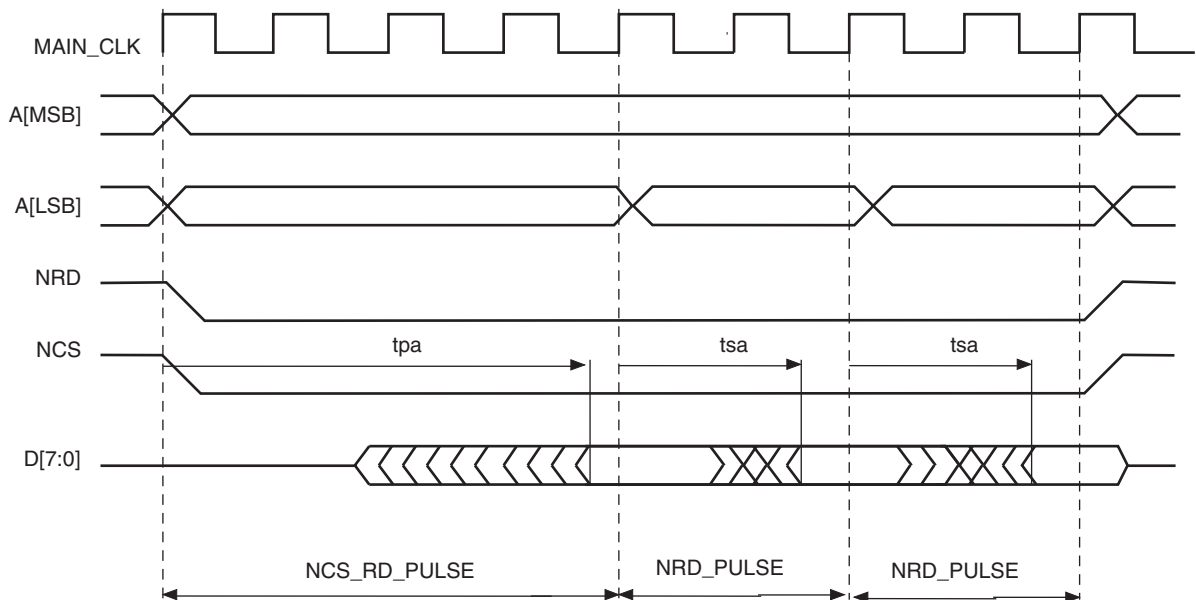 MAIN_CLK
A[MSB]
A[LSB]
NRD
NCS
tpa
tsa
tsa
D[7:0]
NCS_RD_PULSE
NRD_PULSE
NRD_PULSE